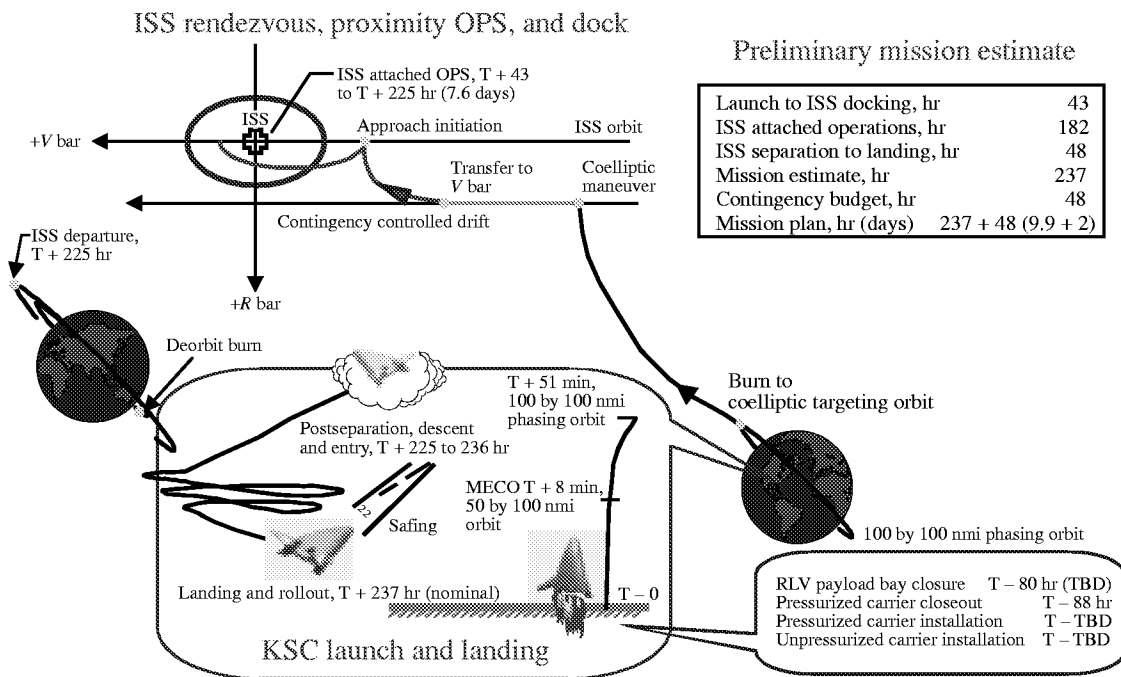 ISS rendezvous, proximity OPS, and dock
ISS attached OPS, T + 43
to T + 225 hr (7.6 days)
ISS
Approach initiation
ISS orbit
+V bar
Transfer to
V bar
Coelliptic
maneuver
Contingency controlled drift
+R bar
Preliminary mission estimate
Launch to ISS docking, hr 43
ISS attached operations, hr 182
ISS separation to landing, hr 48
Mission estimate, hr 237
Contingency budget, hr 48
Mission plan, hr (days) 237 + 48 (9.9 + 2)
ISS departure,
T + 225 hr
Deorbit burn
Postseparation, descent
and entry, T + 225 to 236 hr
22
Safing
Landing and rollout, T + 237 hr (nominal)
T + 51 min,
100 by 100 nmi
phasing orbit
MECO T + 8 min,
50 by 100 nmi
orbit
T – 0
KSC launch and landing
Burn to
coelliptic targeting orbit
100 by 100 nmi phasing orbit
RLV payload bay closure T – 80 hr (TBD)
Pressurized carrier closeout T – 88 hr
Pressurized carrier installation T – TBD
Unpressurized carrier installation T – TBD